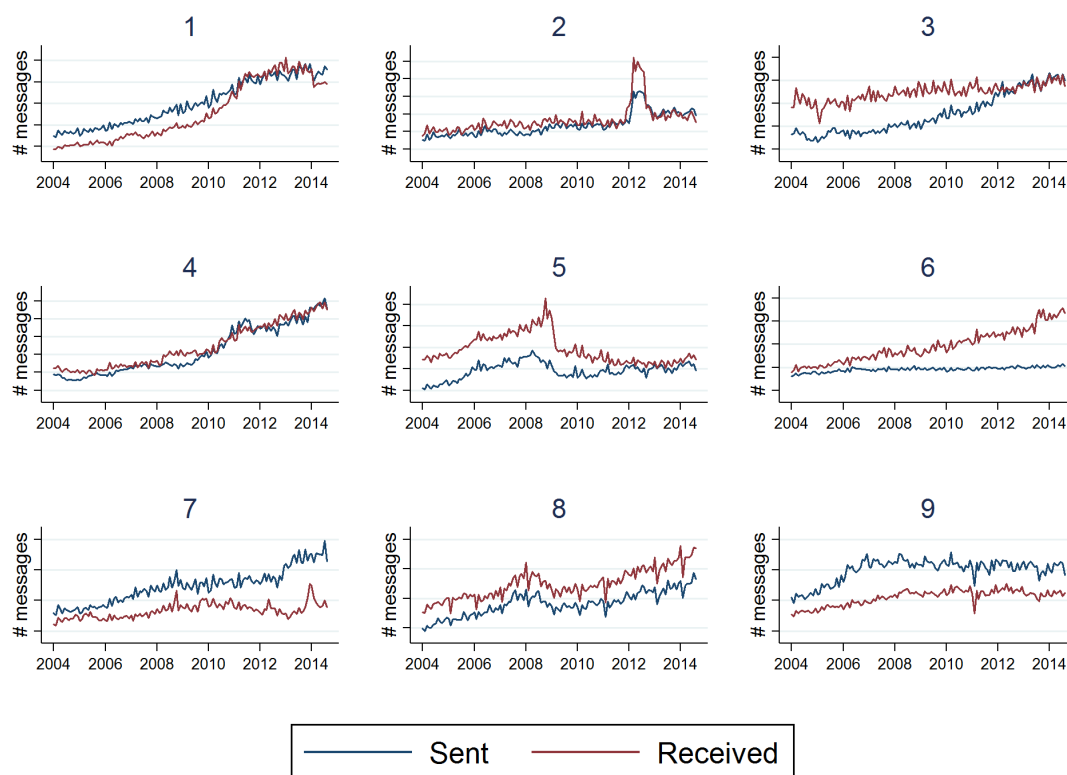 1 2 3
# messages # messages # messages
2004 2006 2008 2010 2012 2014 2004 2006 2008 2010 2012 2014 2004 2006 2008 2010 2012 2014
4 5 6
# messages # messages # messages
2004 2006 2008 2010 2012 2014 2004 2006 2008 2010 2012 2014 2004 2006 2008 2010 2012 2014
7 8 9
# messages # messages # messages
2004 2006 2008 2010 2012 2014 2004 2006 2008 2010 2012 2014 2004 2006 2008 2010 2012 2014
Sent Received